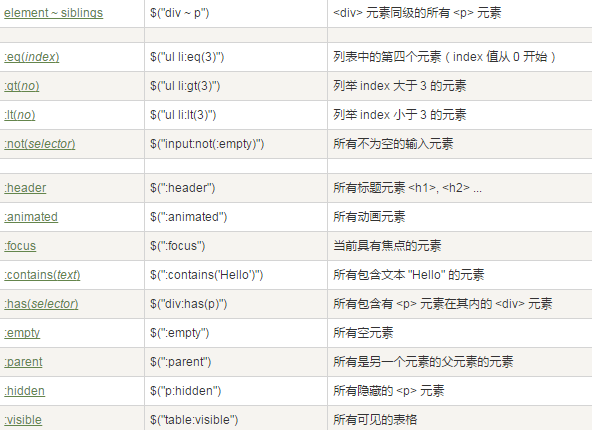 element ~ siblings $("div ~ p") <div> 元素同级的所有 <p> 元素
:eq(index) $("ul li:eq(3)") 列表中的第四个元素（index 值从 0 开始）
:gt(no) $("ul li:gt(3)") 列举 index 大于 3 的元素
:lt(no) $("ul li:lt(3)") 列举 index 小于 3 的元素
:not(selector) $("input:not(:empty)") 所有不为空的输入元素
:header $(":header") 所有标题元素 <h1>, <h2> ...
:animated $(":animated") 所有动画元素
:focus $(":focus") 当前具有焦点的元素
:contains(text) $(":contains('Hello')") 所有包含文本 "Hello" 的元素
:has(selector) $("div:has(p)") 所有包含有 <p> 元素在其内的 <div> 元素
:empty $(":empty") 所有空元素
:parent $(":parent") 所有是另一个元素的父元素的元素
:hidden $("p:hidden") 所有隐藏的 <p> 元素
:visible $("table:visible") 所有可见的表格